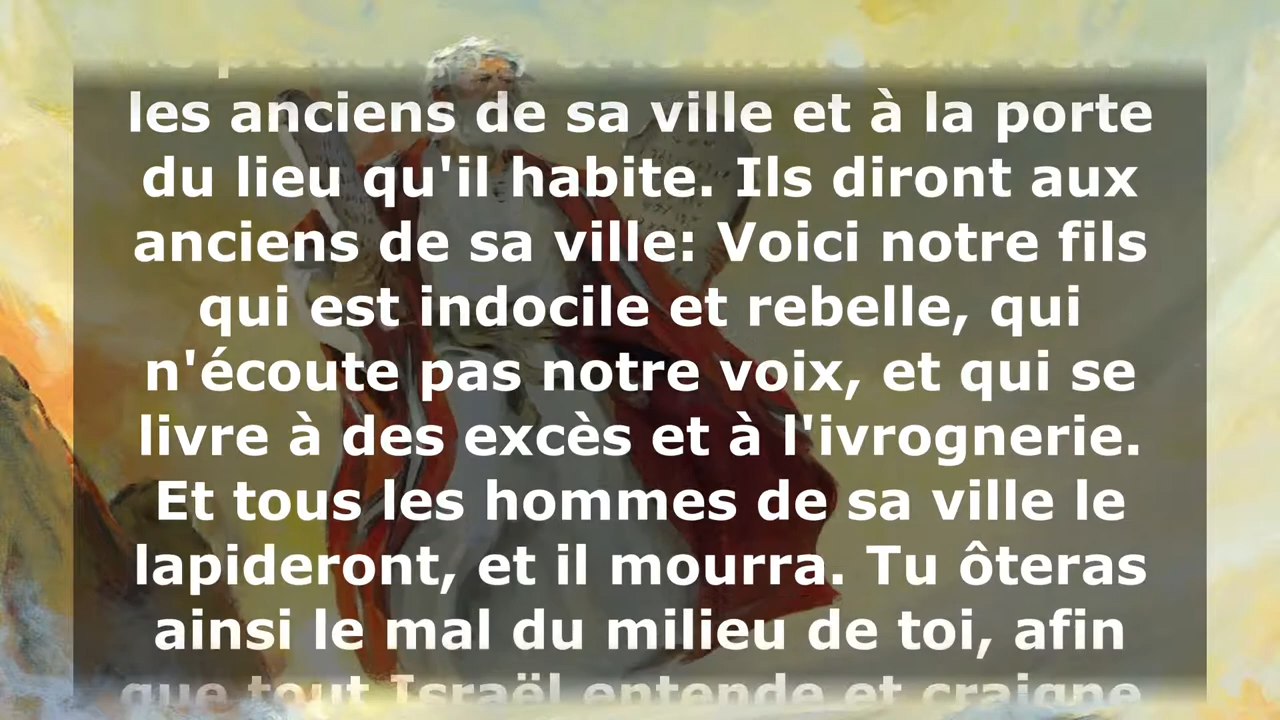 les anciens de sa ville et à la porte
du lieu qu'il habite. Ils diront aux
anciens de sa ville: Voici notre fils
qui est indocile et rebelle, qui
n'écoute pas notre voix, et qui se
livre à des excès et à l'ivrognerie.
Et tous les hommes de sa ville le
lapideront, et il mourra. Tu ôteras
ainsi le mal du milieu de toi, afin
que tout Israël entende et craigne